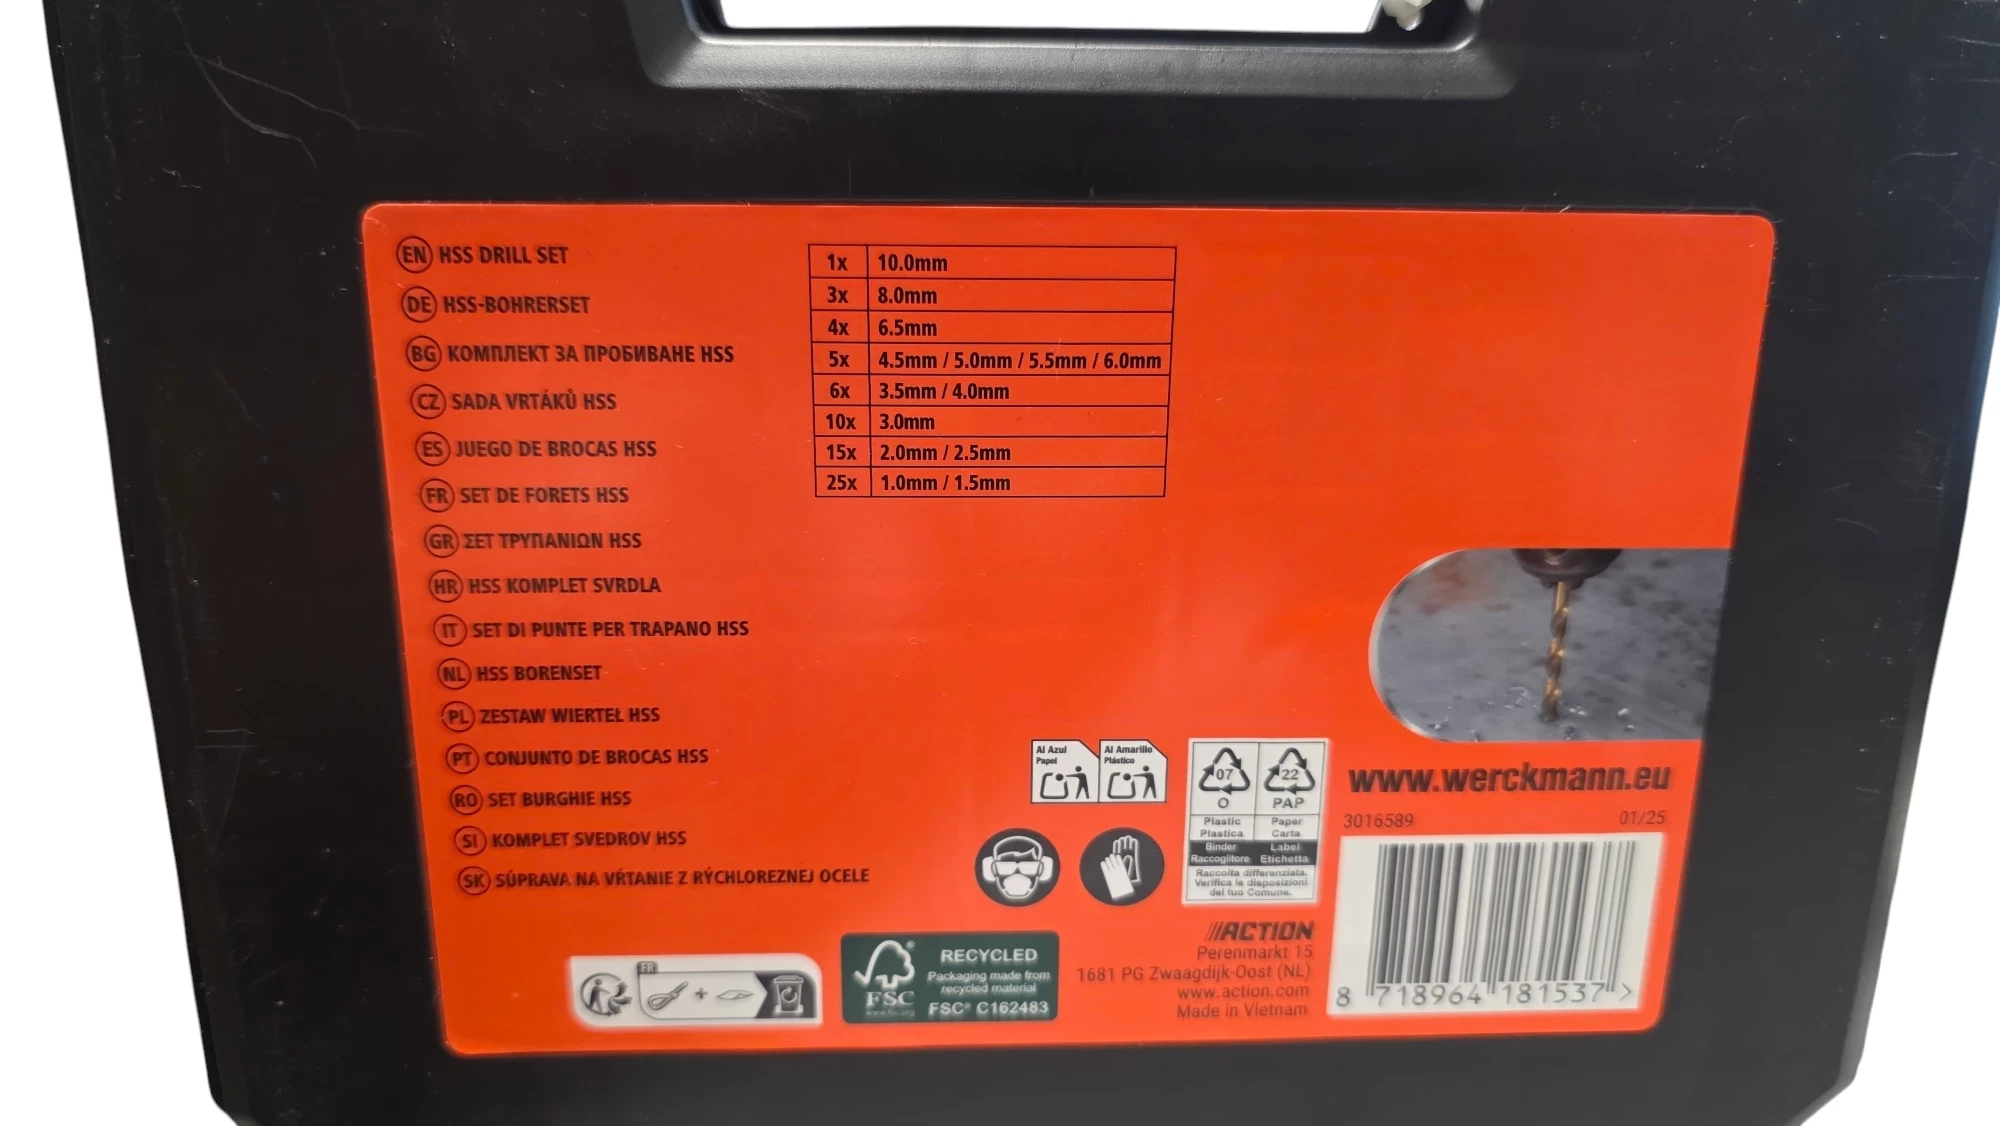 EN HSS DRILL SET
DE HSS-BOHRERSET
BG КОМПЛЕКТ ЗА ПРОБИВАНЕ HSS
CZ SADA VRTÁKŮ HSS
ES JUEGO DE BROCAS HSS
FR SET DE FORETS HSS
GR ΣΕΤ ΤΡΥΠΑΝΙΩΝ HSS
HR HSS KOMPLET SVRDLA
IT SET DI PUNTE PER TRAPANO HSS
NL HSS BORENSET
PL ZESTAW WIERTEŁ HSS
PT CONJUNTO DE BROCAS HSS
RO SET BURGHIE HSS
SI KOMPLET SVEDROV HSS
SK SÚPRAVA NA VŔTANIE Z RÝCHLOREZNEJ OCELE
1x 10.0mm
3x 8.0mm
4x 6.5mm
5x 4.5mm / 5.0mm / 5.5mm / 6.0mm
6x 3.5mm / 4.0mm
10x 3.0mm
15x 2.0mm / 2.5mm
25x 1.0mm / 1.5mm
Al Azul
Papel
Al Amarillo
Plástico
07
O
22
PAP
Plastic
Plastica
Paper
Carta
Binder
Raccoglitore
Label
Etichetta
Raccolta differenziata.
Verifica le disposizioni
del tuo Comune.
www.werckmann.eu
3016589 01/25
8 718964 181537 >
FR
+
FSC
www.fsc.org
RECYCLED
Packaging made from
recycled material
FSC® C162483
ACTION
Perenmarkt 15
1681 PG Zwaagdijk-Oost (NL)
www.action.com
Made in Vietnam